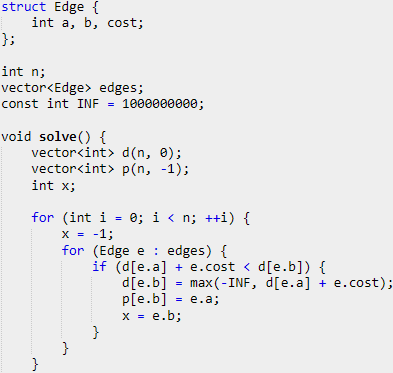 struct Edge {
    int a, b, cost;
};

int n;
vector<Edge> edges;
const int INF = 1000000000;

void solve() {
    vector<int> d(n, 0);
    vector<int> p(n, -1);
    int x;

    for (int i = 0; i < n; ++i) {
        x = -1;
        for (Edge e : edges) {
            if (d[e.a] + e.cost < d[e.b]) {
                d[e.b] = max(-INF, d[e.a] + e.cost);
                p[e.b] = e.a;
                x = e.b;
            }
        }
    }